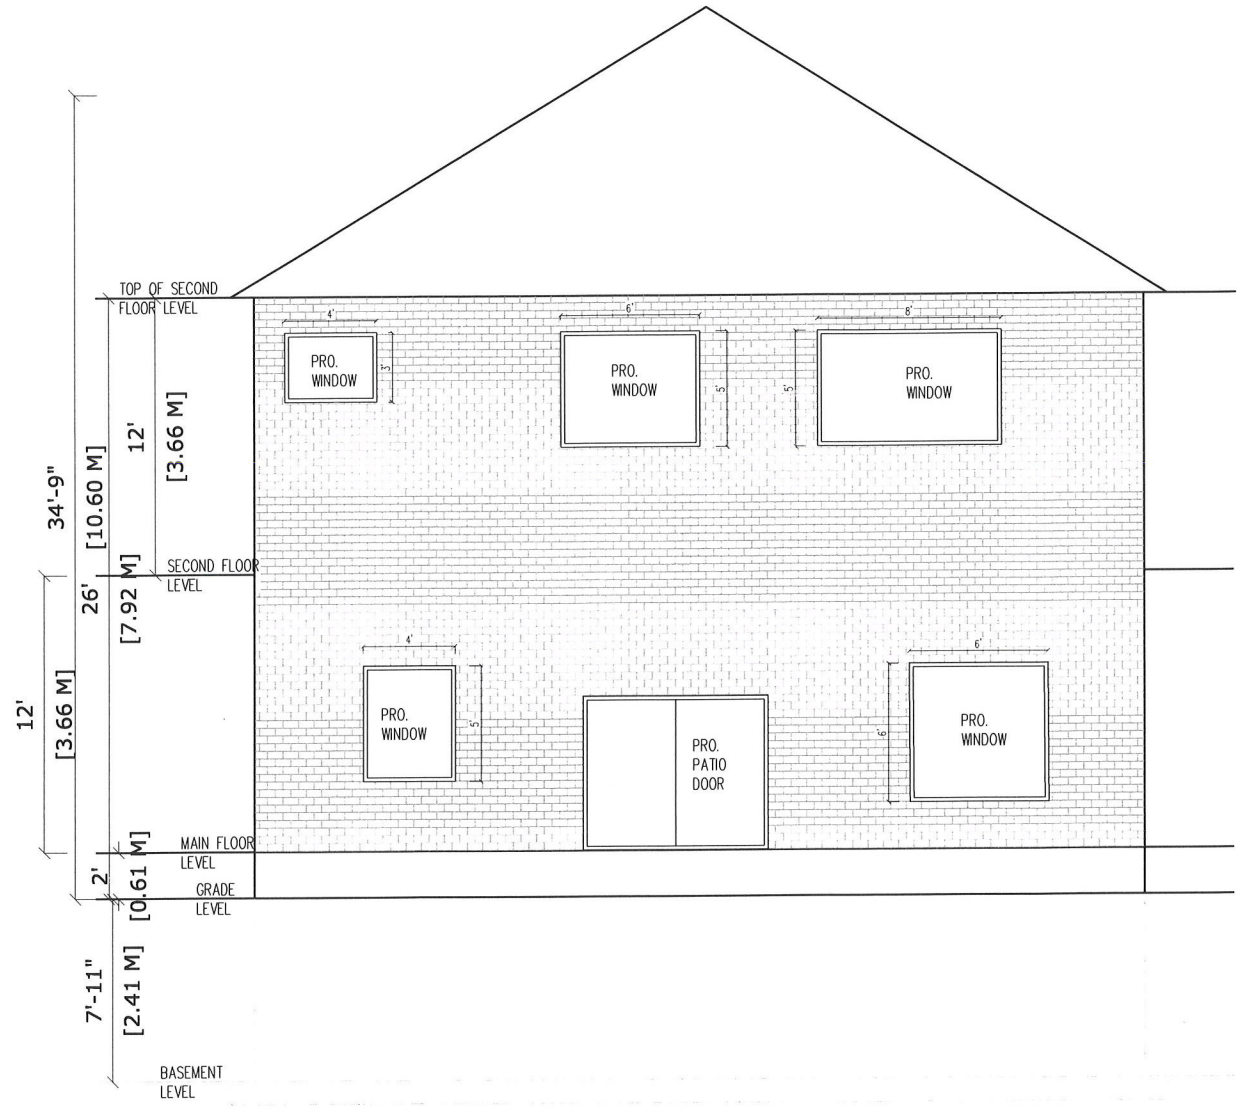 TOP OF SECOND
FLOOR LEVEL
4'
3'
PRO.
WINDOW
6'
5'
PRO.
WINDOW
8'
5'
PRO.
WINDOW
34'-9"
[10.60 M]
12'
[3.66 M]
SECOND FLOOR
LEVEL
26'
[7.92 M]
12'
[3.66 M]
4'
5'
PRO.
WINDOW
PRO.
PATIO
DOOR
6'
6'
PRO.
WINDOW
MAIN FLOOR
LEVEL
2'
[0.61 M]
GRADE
LEVEL
7'-11"
[2.41 M]
BASEMENT
LEVEL